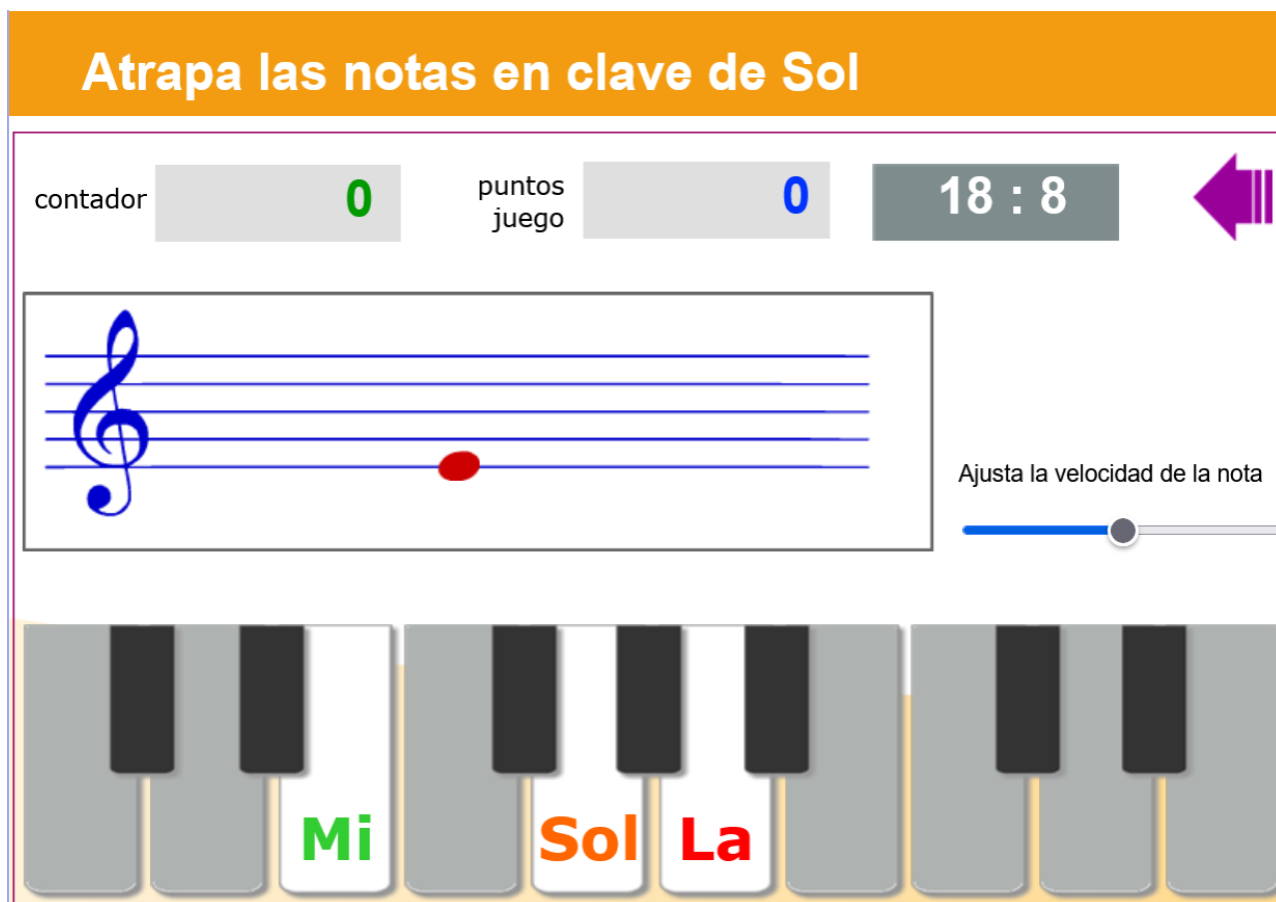 Atrapa las notas en clave de Sol
contador
0
puntos
juego
0
18 : 8
Ajusta la velocidad de la nota
Mi
Sol
La